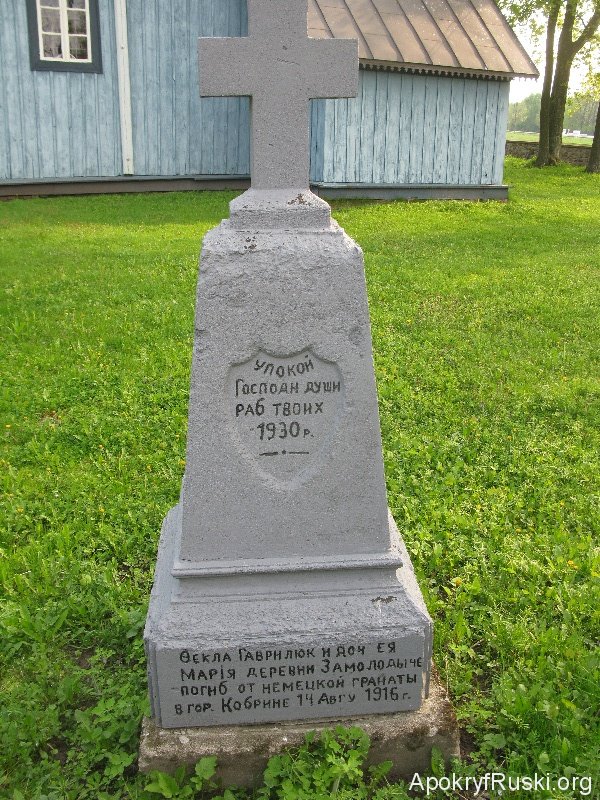 УПОКОЙ
ГОСПОДИ ДУШИ
РАБ ТВОИХ
1930 Р.
ѲЕКЛА ГАВРИЛЮК И ДОЧ ЕЯ
МАРІЯ ДЕРЕВНИ ЗАМОЛОДЫЧЕ
ПОГИБ ОТ НЕМЕЦКОЙ ГРАНАТЫ
В ГОР. КОБРИНЕ 14 АВГУ 1916 Г.
ApokryfRuski.org